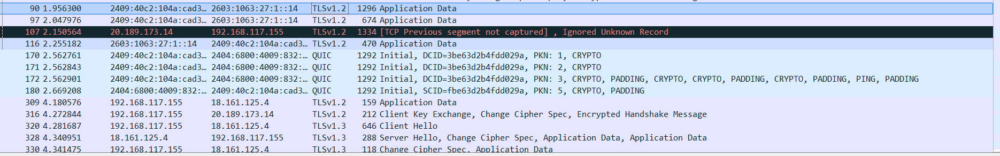 90 1.956300 2409:40c2:104a:cad3… 2603:1063:27:1::14 TLSv1.2 1296 Application Data
97 2.047976 2409:40c2:104a:cad3… 2603:1063:27:1::14 TLSv1.2 674 Application Data
107 2.150564 20.189.173.14 192.168.117.155 TLSv1.2 1334 [TCP Previous segment not captured] , Ignored Unknown Record
116 2.255182 2603:1063:27:1::14 2409:40c2:104a:cad3… TLSv1.2 470 Application Data
170 2.562761 2409:40c2:104a:cad3… 2404:6800:4009:832:… QUIC 1292 Initial, DCID=3be63d2b4fdd029a, PKN: 1, CRYPTO
171 2.562843 2409:40c2:104a:cad3… 2404:6800:4009:832:… QUIC 1292 Initial, DCID=3be63d2b4fdd029a, PKN: 2, CRYPTO
172 2.562901 2409:40c2:104a:cad3… 2404:6800:4009:832:… QUIC 1292 Initial, DCID=3be63d2b4fdd029a, PKN: 3, CRYPTO, PADDING, CRYPTO, CRYPTO, PADDING, CRYPTO, PADDING, PING, PADDING
180 2.669208 2404:6800:4009:832:… 2409:40c2:104a:cad3… QUIC 1292 Initial, SCID=fbe63d2b4fdd029a, PKN: 5, CRYPTO, PADDING
309 4.180576 192.168.117.155 18.161.125.4 TLSv1.2 159 Application Data
316 4.272844 192.168.117.155 20.189.173.14 TLSv1.2 212 Client Key Exchange, Change Cipher Spec, Encrypted Handshake Message
320 4.281687 192.168.117.155 18.161.125.4 TLSv1.3 646 Client Hello
328 4.340951 18.161.125.4 192.168.117.155 TLSv1.3 288 Server Hello, Change Cipher Spec, Application Data, Application Data
330 4.341475 192.168.117.155 18.161.125.4 TLSv1.3 118 Change Cipher Spec, Application Data